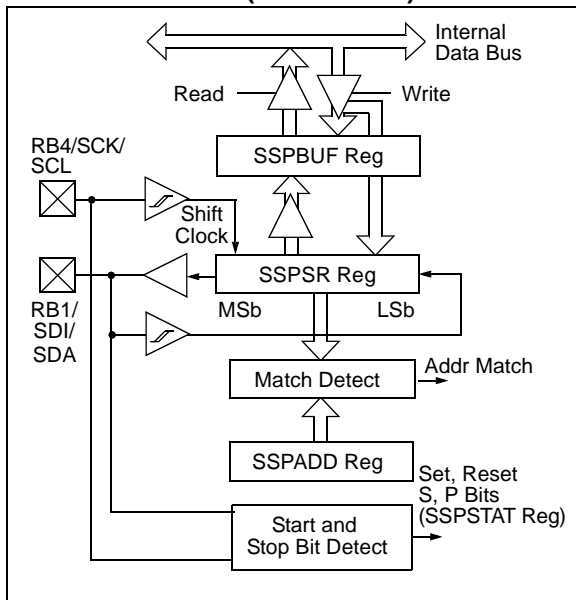 Internal
Data Bus
Read
Write
RB4/SCK/
SCL
SSPBUF Reg
Shift
Clock
SSPSR Reg
MSb
LSb
RB1/
SDI/
SDA
Match Detect
Addr Match
SSPADD Reg
Set, Reset
S, P Bits
(SSPSTAT Reg)
Start and
Stop Bit Detect